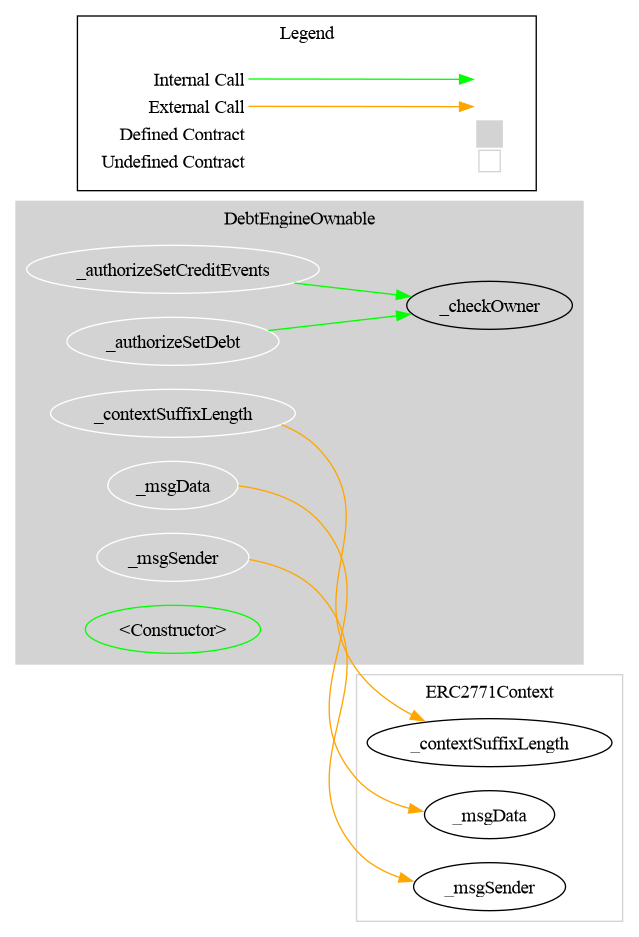 Legend
Internal Call
External Call
Defined Contract
Undefined Contract
DebtEngineOwnable
_authorizeSetCreditEvents
_checkOwner
_authorizeSetDebt
_contextSuffixLength
_msgData
_msgSender
<Constructor>
ERC2771Context
_contextSuffixLength
_msgData
_msgSender